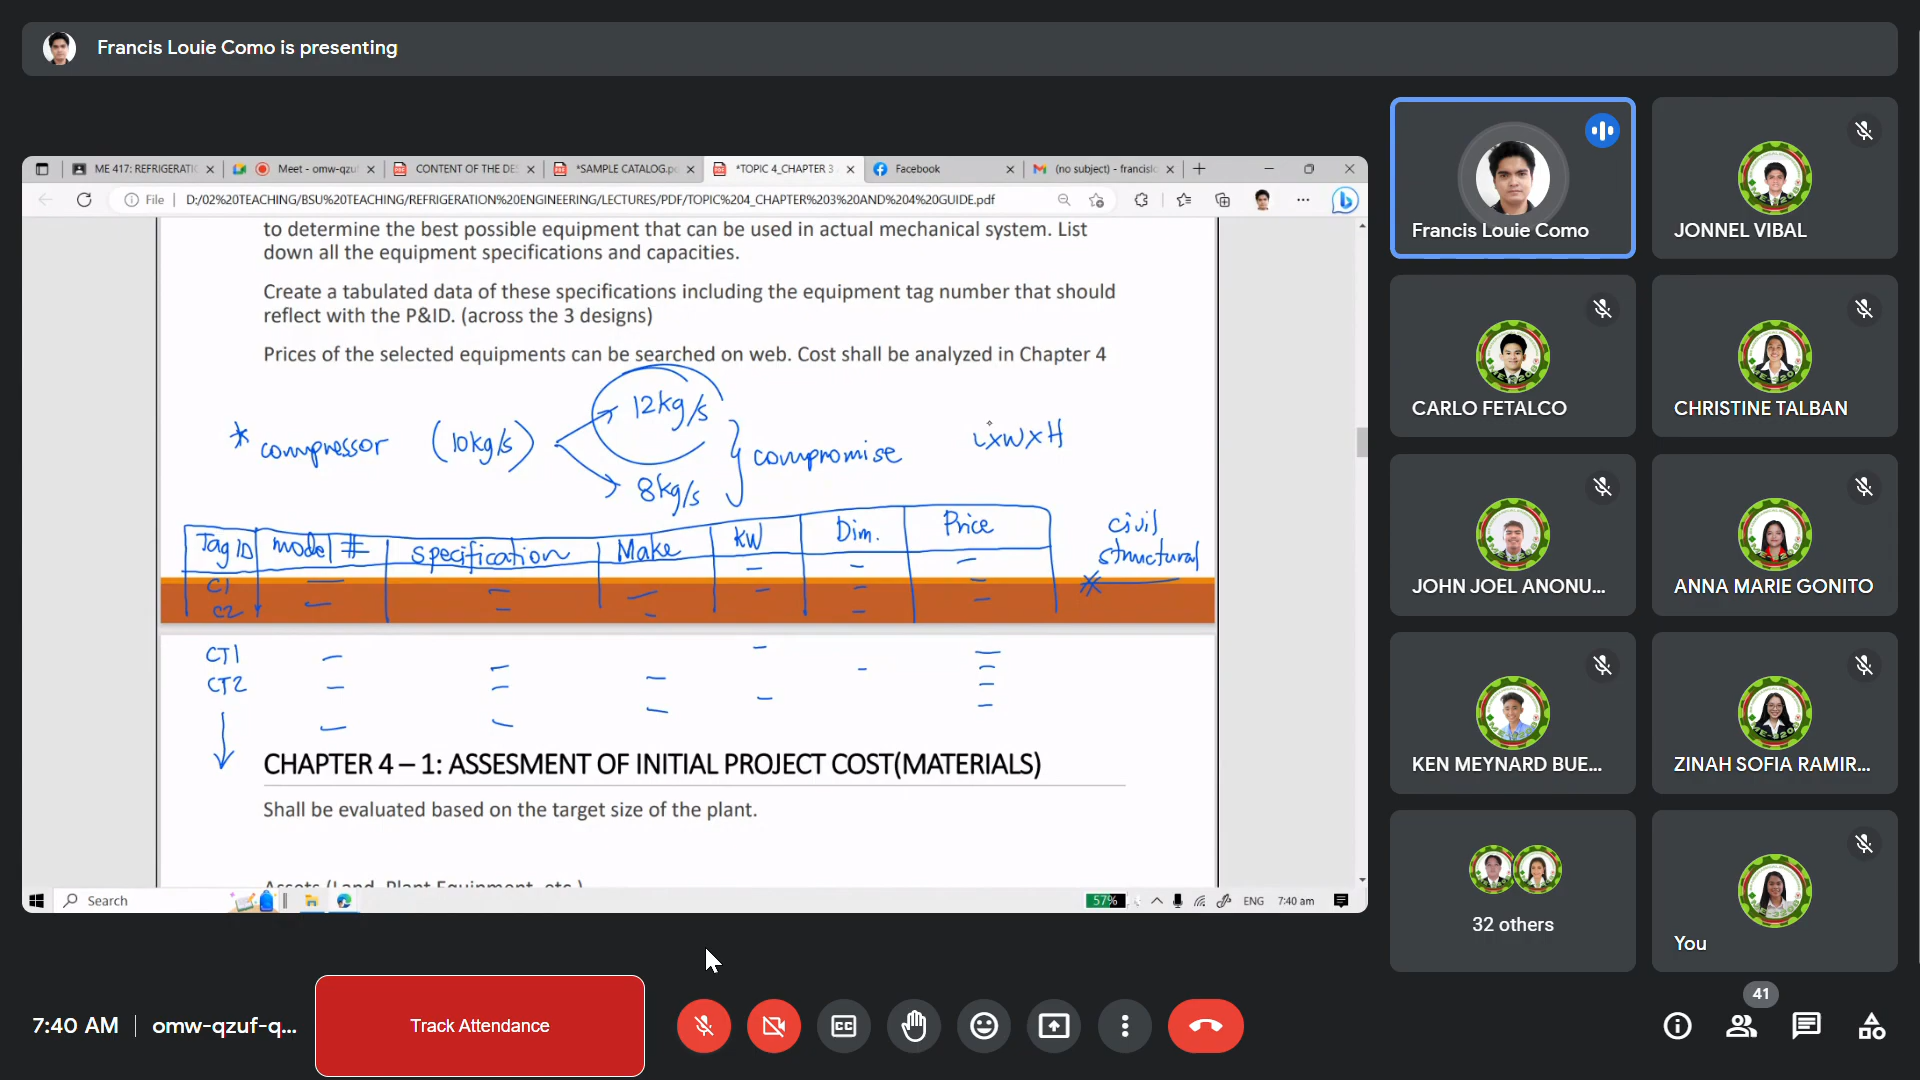 Francis Louie Como is presenting
ME 417: REFRIGERATIC
Meet - omw-qzuf
CONTENT OF THE DE
*SAMPLE CATALOG.p
*TOPIC 4_CHAPTER 3
Facebook
(no subject) - francislo
File
D:/02%20TEACHING/BSU%20TEACHING/REFRIGERATION%20ENGINEERING/LECTURES/PDF/TOPIC%204_CHAPTER%203%20AND%204%20GUIDE.pdf
to determine the best possible equipment that can be used in actual mechanical system. List
down all the equipment specifications and capacities.
Create a tabulated data of these specifications including the equipment tag number that should
reflect with the P&ID. (across the 3 designs)
Prices of the selected equipments can be searched on web. Cost shall be analyzed in Chapter 4
12kg/s
* compressor (10kg/s) compromise LxWxH
8kg/s
Tag ID model # specification Make KW Dim. Price
civil
structural
*
C1
C2
CT1
CT2
CHAPTER 4 – 1: ASSESMENT OF INITIAL PROJECT COST(MATERIALS)
Shall be evaluated based on the target size of the plant.
Assets (Land, Plant Equipment, etc.)
Search
57%
ENG
7:40 am
Francis Louie Como
JONNEL VIBAL
CARLO FETALCO
CHRISTINE TALBAN
JOHN JOEL ANONU...
ANNA MARIE GONITO
KEN MEYNARD BUE...
ZINAH SOFIA RAMIR...
32 others
You
7:40 AM
omw-qzuf-q...
Track Attendance
41